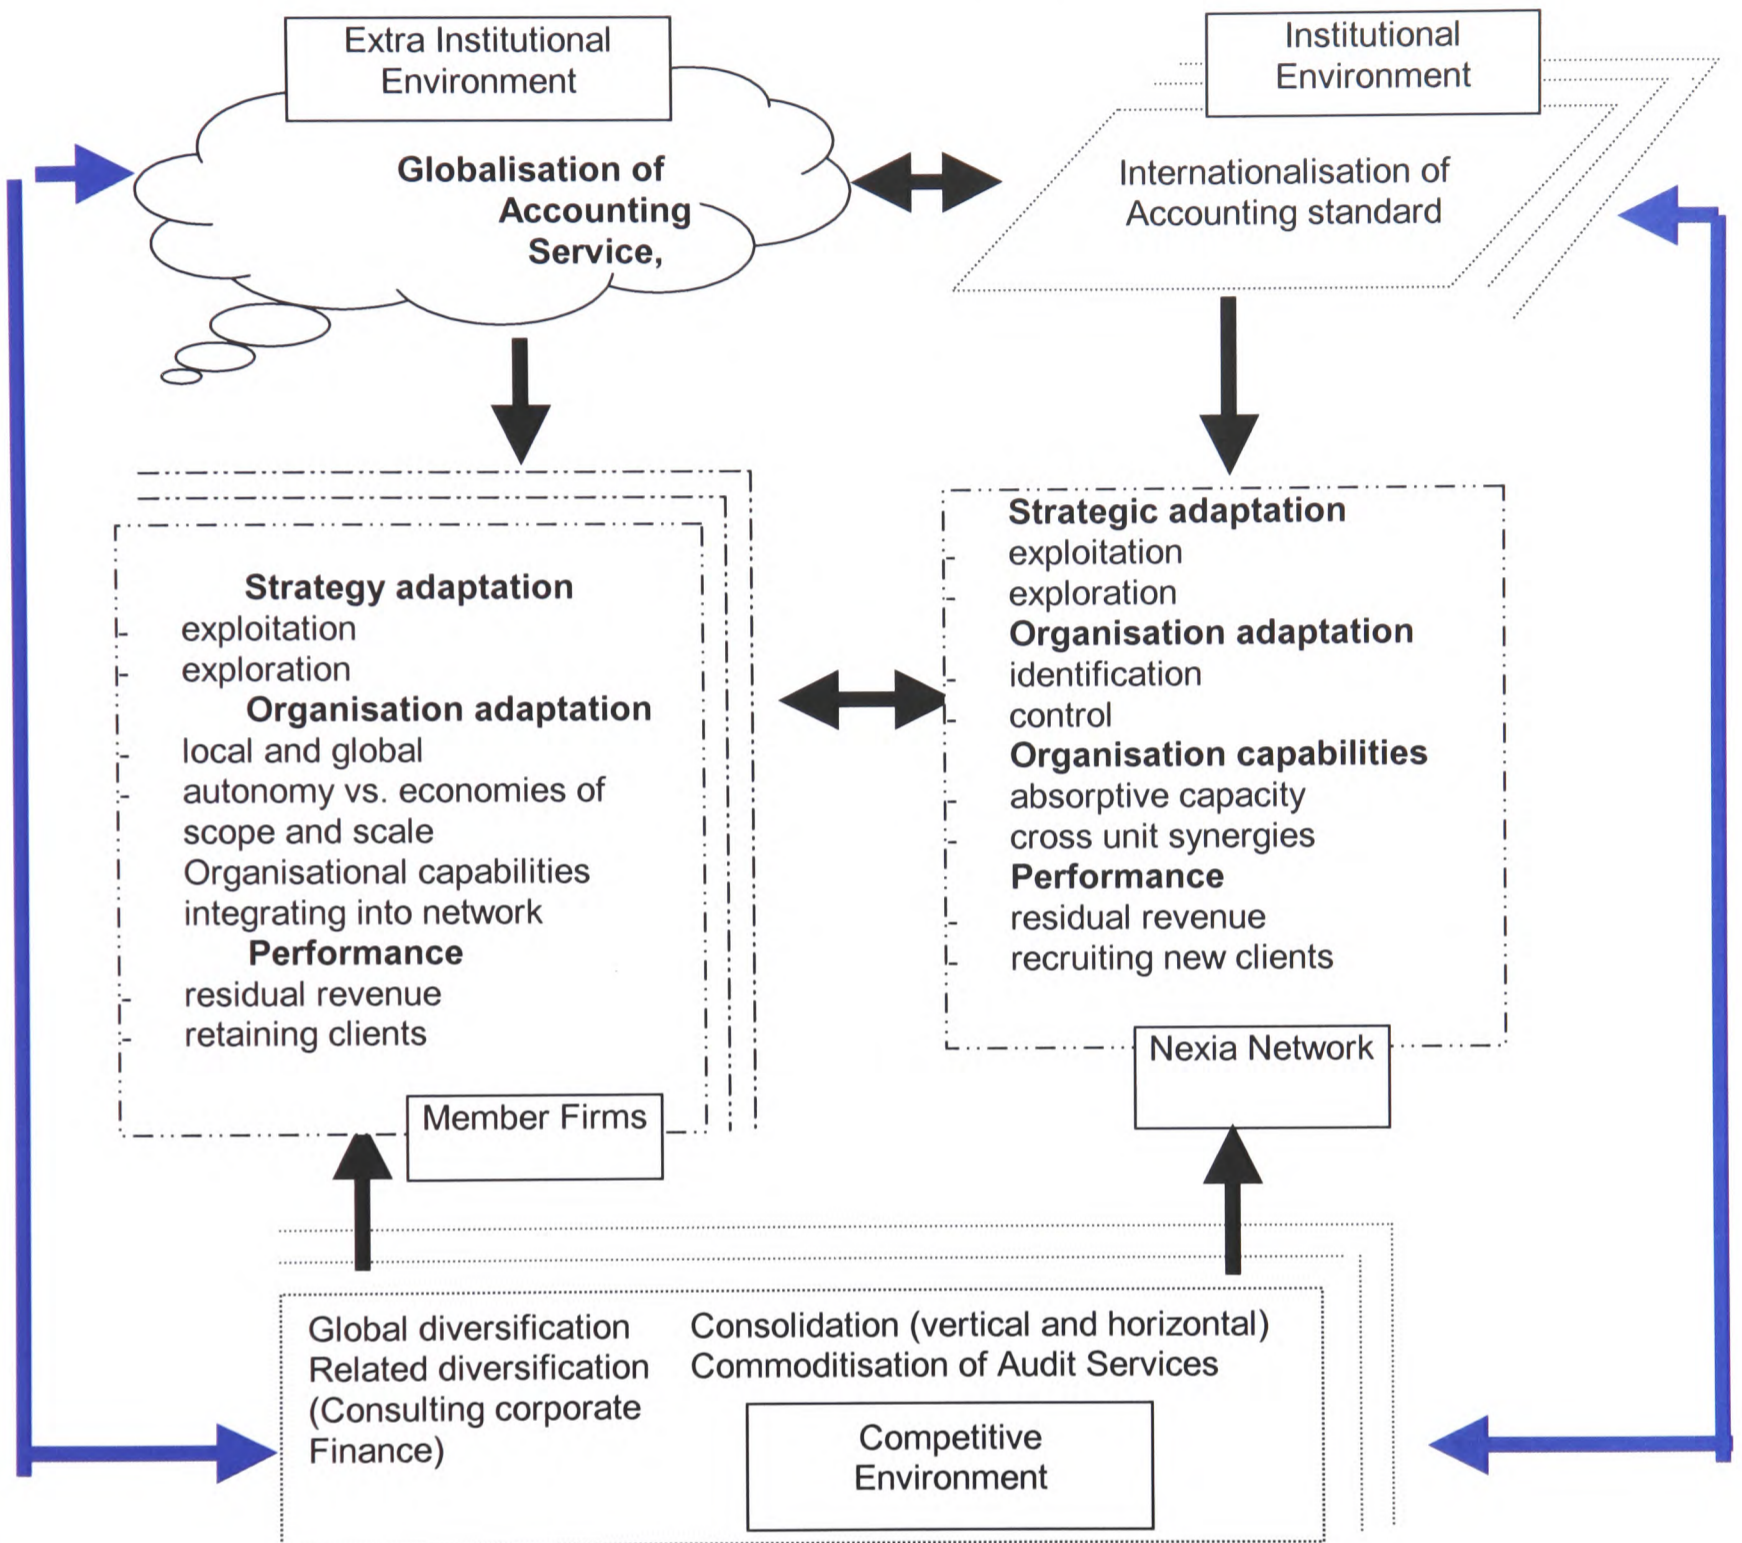 Extra Institutional
Environment
Globalisation of
Accounting
Service,
Institutional
Environment
Internationalisation of
Accounting standard
Strategy adaptation
- exploitation
- exploration
Organisation adaptation
- local and global
- autonomy vs. economies of
scope and scale
Organisational capabilities
integrating into network
Performance
- residual revenue
- retaining clients
Member Firms
Strategic adaptation
- exploitation
- exploration
Organisation adaptation
- identification
- control
Organisation capabilities
- absorptive capacity
- cross unit synergies
Performance
- residual revenue
- recruiting new clients
Nexia Network
Global diversification
Related diversification
(Consulting corporate
Finance)
Consolidation (vertical and horizontal)
Commoditisation of Audit Services
Competitive
Environment